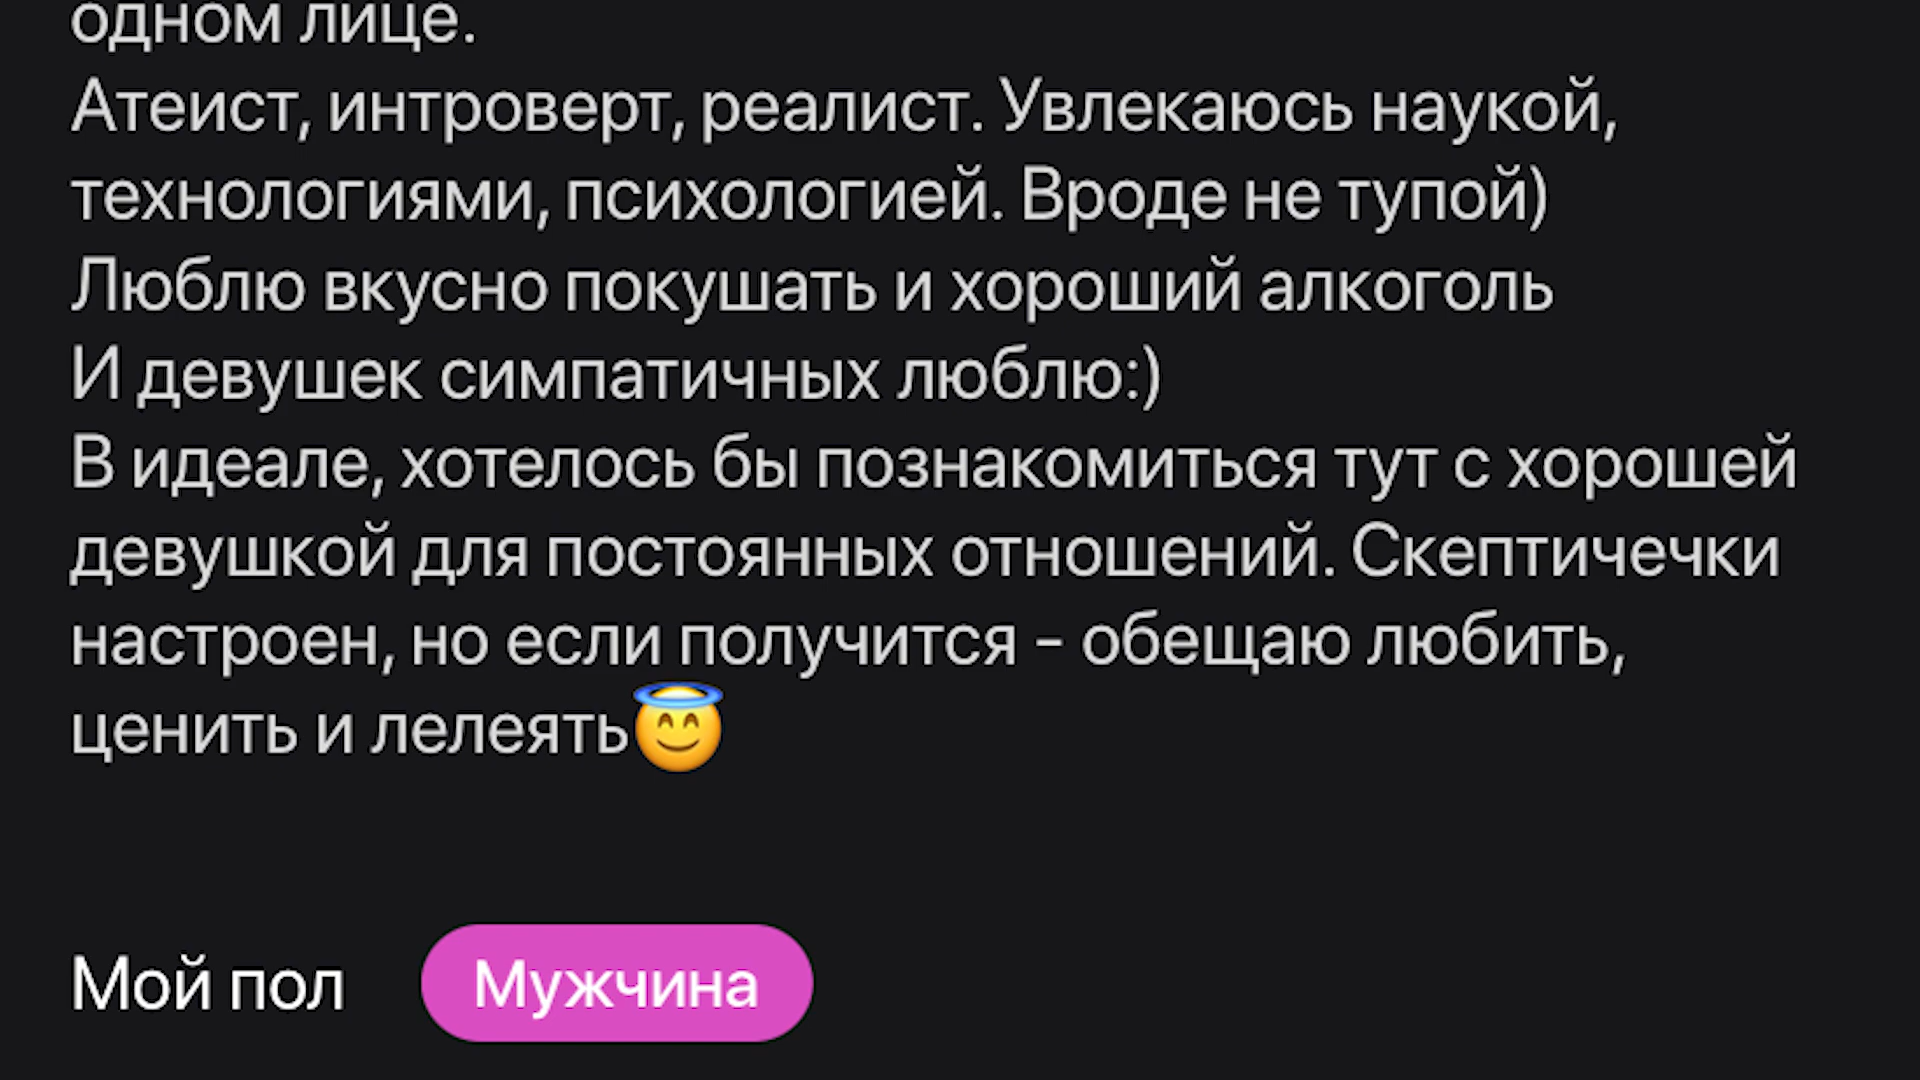 одном лице.
Атеист, интроверт, реалист. Увлекаюсь наукой,
технологиями, психологией. Вроде не тупой)
Люблю вкусно покушать и хороший алкоголь
И девушек симпатичных люблю:)
В идеале, хотелось бы познакомиться тут с хорошей
девушкой для постоянных отношений. Скептичечки
настроен, но если получится - обещаю любить,
ценить и лелеять😇
Мой пол Мужчина